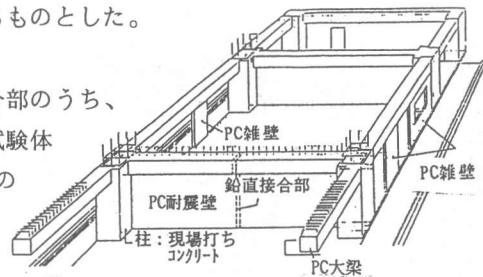 るものとした。
合部のうち、
試験体
の
PC雑壁
PC雑壁
鉛直接合部
PC耐震壁
柱：現場打ち
コンクリート
PC大梁